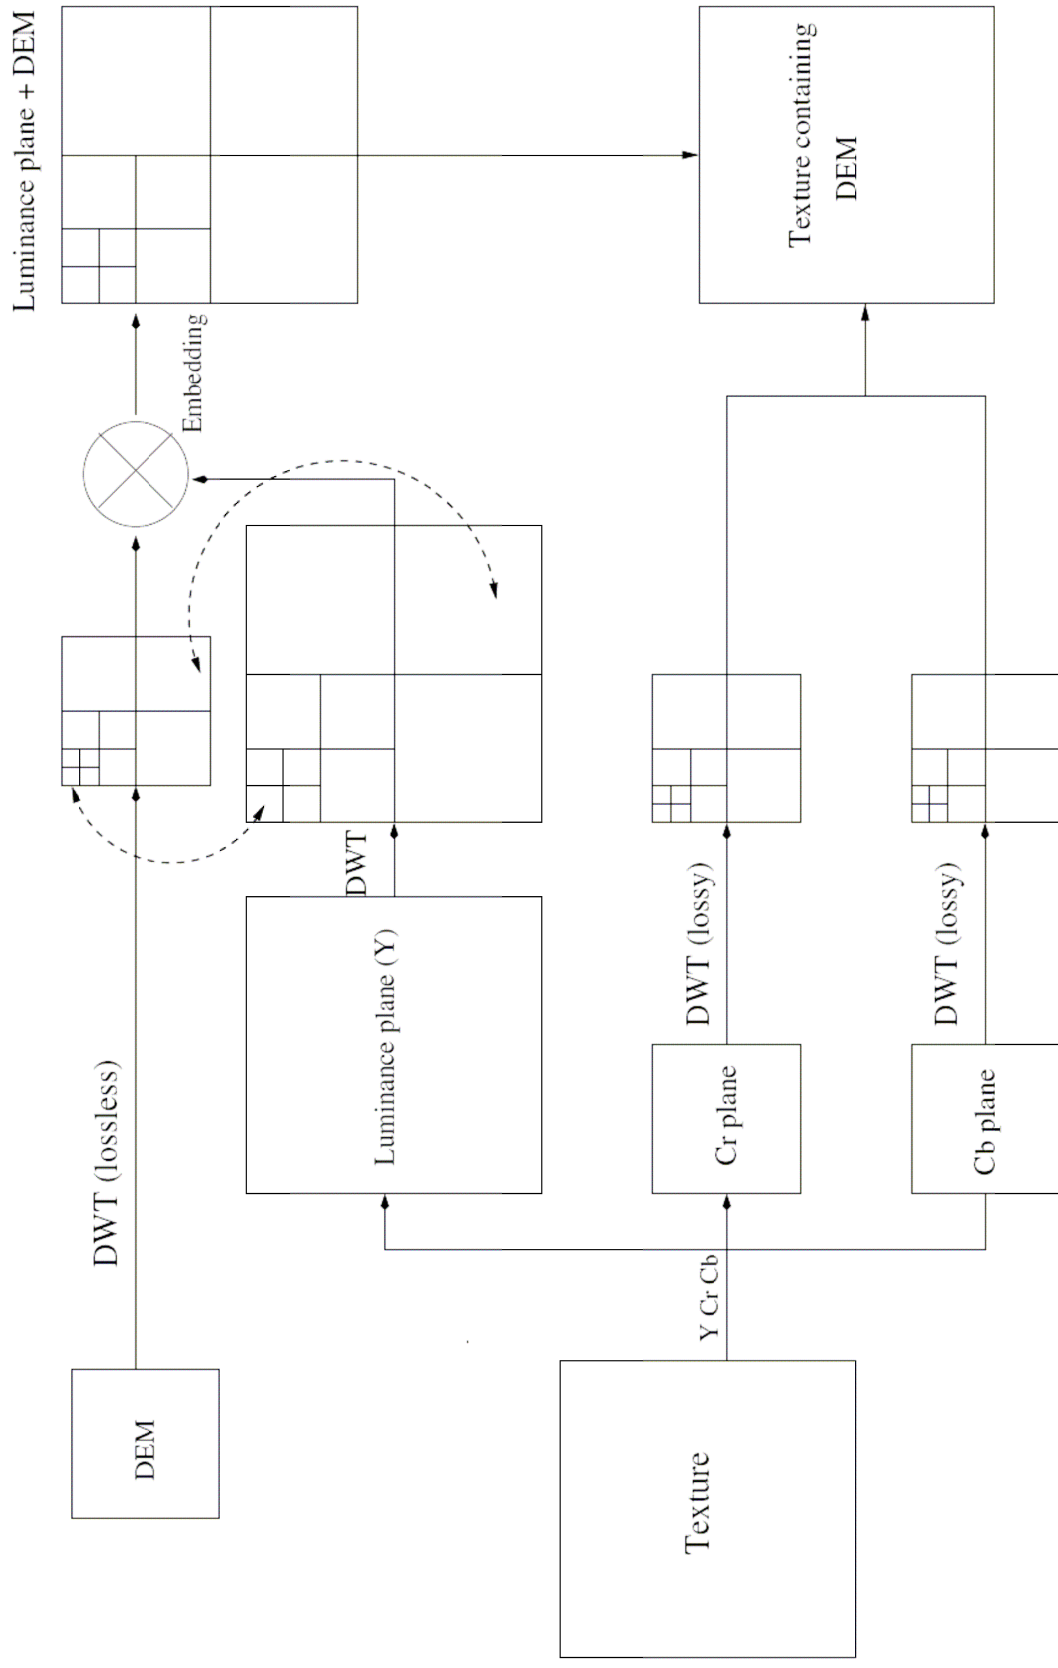 Luminance plane + DEM
DWT (lossless)
Embedding
DEM
DWT
Luminance plane (Y)
Texture containing
DEM
DWT (lossy)
Cr plane
Y Cr Cb
Texture
DWT (lossy)
Cb plane